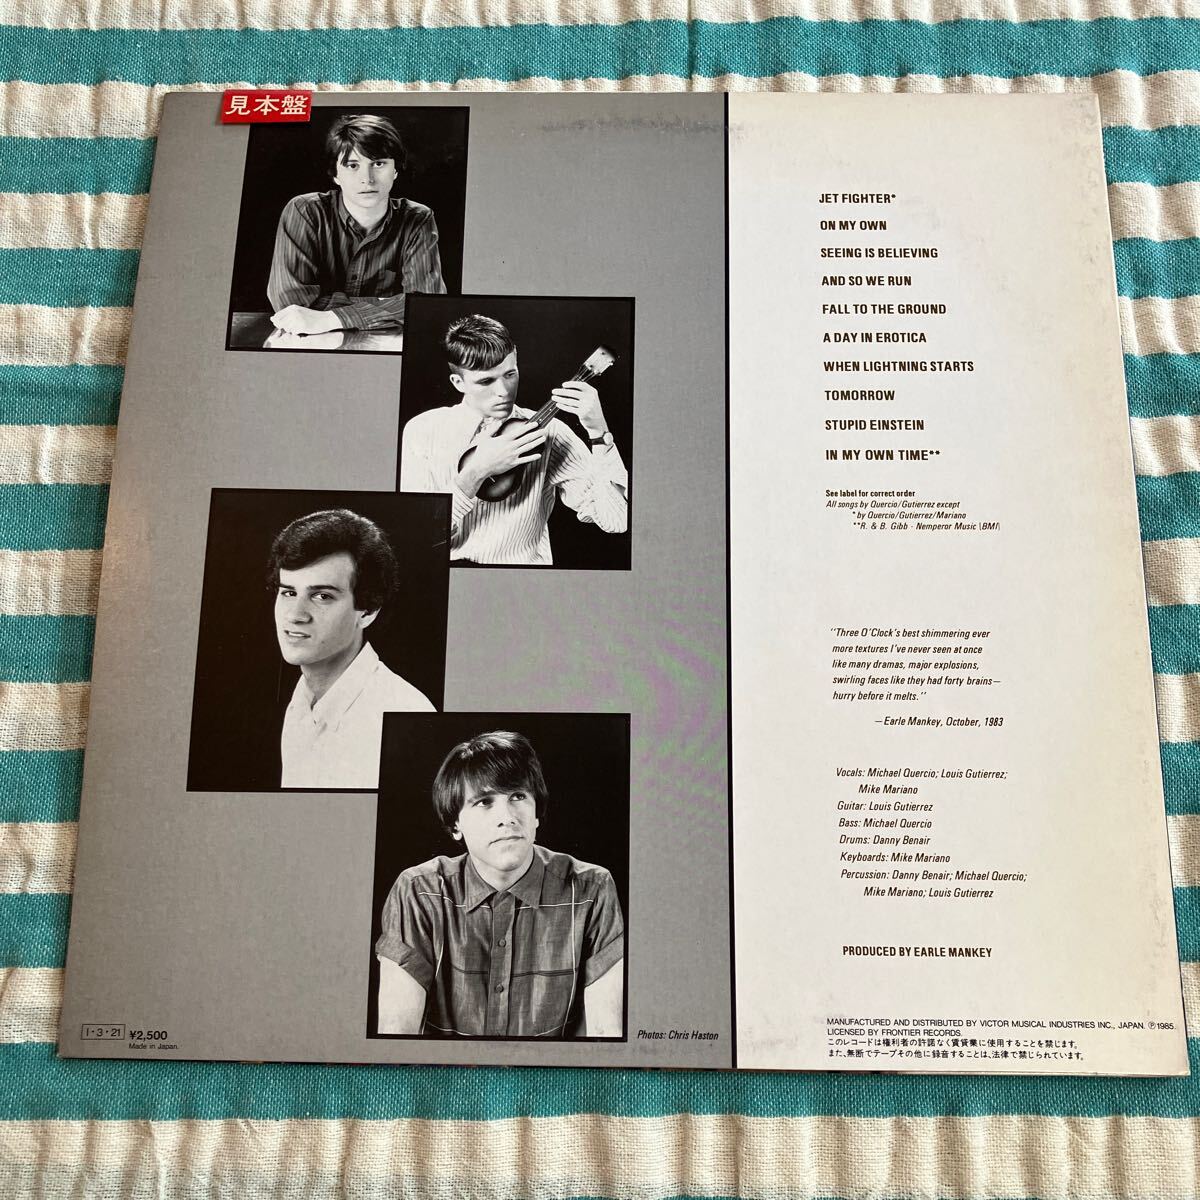 見本盤
JET FIGHTER*
ON MY OWN
SEEING IS BELIEVING
AND SO WE RUN
FALL TO THE GROUND
A DAY IN EROTICA
WHEN LIGHTNING STARTS
TOMORROW
STUPID EINSTEIN
IN MY OWN TIME**
See label for correct order
All songs by Quercio/Gutierrez except
* by Quercio/Gutierrez/Mariano
**R. & B. Gibb - Nemperor Music \BMI\
"Three O'Clock's best shimmering ever
more textures I've never seen at once
like many dramas, major explosions,
swirling faces like they had forty brains—
hurry before it melts."
—Earle Mankey, October, 1983
Vocals: Michael Quercio; Louis Gutierrez;
Mike Mariano
Guitar: Louis Gutierrez
Bass: Michael Quercio
Drums: Danny Benair
Keyboards: Mike Mariano
Percussion: Danny Benair; Michael Quercio;
Mike Mariano; Louis Gutierrez
PRODUCED BY EARLE MANKEY
I・3・21 ¥2,500
Made in Japan.
Photos: Chris Haston
MANUFACTURED AND DISTRIBUTED BY VICTOR MUSICAL INDUSTRIES INC., JAPAN. ℗1985.
LICENSED BY FRONTIER RECORDS.
このレコードは権利者の許諾なく賃貸業に使用することを禁じます。
また、無断でテープその他に録音することは、法律で禁じられています。